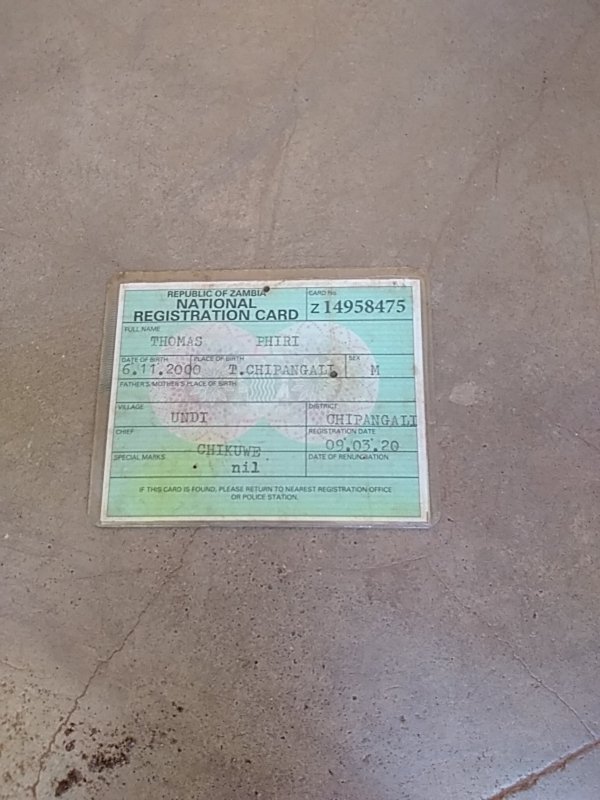 REPUBLIC OF ZAMBIA
NATIONAL
REGISTRATION CARD
CARD No.
Z 14958475
FULL NAME
THOMAS PHIRI
DATE OF BIRTH PLACE OF BIRTH SEX
6.11.2000 T.CHIPANGALI M
FATHER'S/MOTHER'S PLACE OF BIRTH
VILLAGE DISTRICT
UNDI CHIPANGALI
CHIEF REGISTRATION DATE
CHIKUWE 09.03.20
SPECIAL MARKS DATE OF RENUNCIATION
nil
IF THIS CARD IS FOUND, PLEASE RETURN TO NEAREST REGISTRATION OFFICE
OR POLICE STATION.